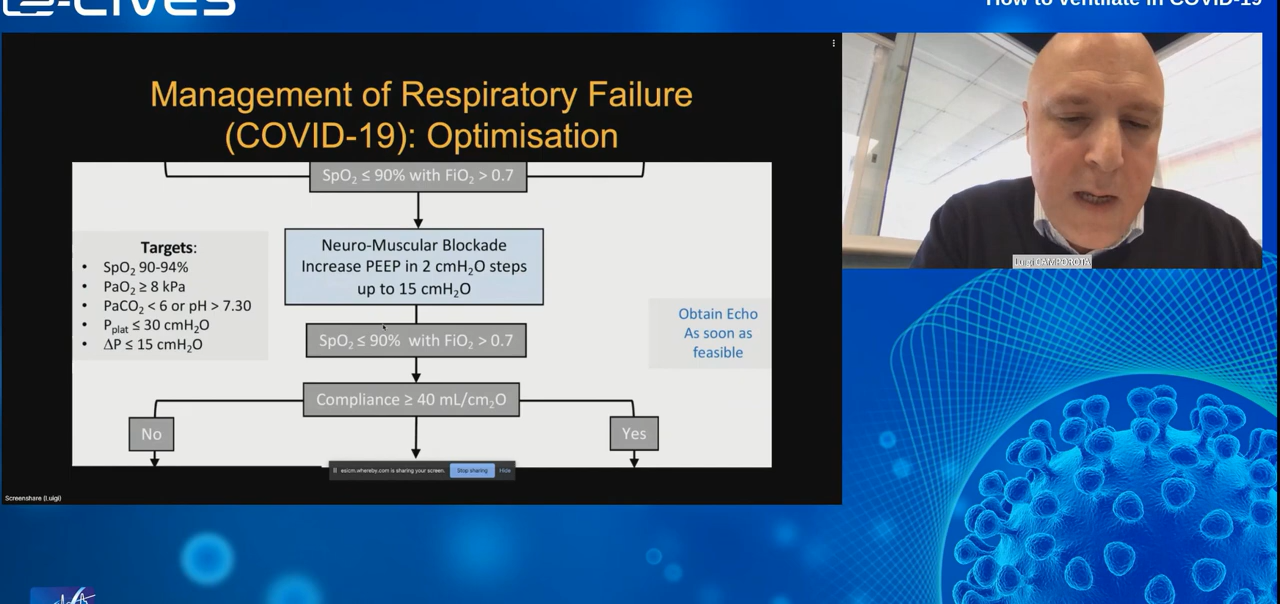 e-LIVES
How to ventilate in COVID-19
Management of Respiratory Failure
(COVID-19): Optimisation
SpO₂ ≤ 90% with FiO₂ > 0.7
Neuro-Muscular Blockade
Increase PEEP in 2 cmH₂O steps
up to 15 cmH₂O
Targets:
• SpO₂ 90-94%
• PaO₂ ≥ 8 kPa
• PaCO₂ < 6 or pH > 7.30
• Pplat ≤ 30 cmH₂O
• ΔP ≤ 15 cmH₂O
Obtain Echo
As soon as
feasible
SpO₂ ≤ 90% with FiO₂ > 0.7
Compliance ≥ 40 mL/cm₂O
No
Yes
esicm.whereby.com is sharing your screen.
Stop sharing
Hide
Screenshare (Luigi)
Luigi CAMPOROTA